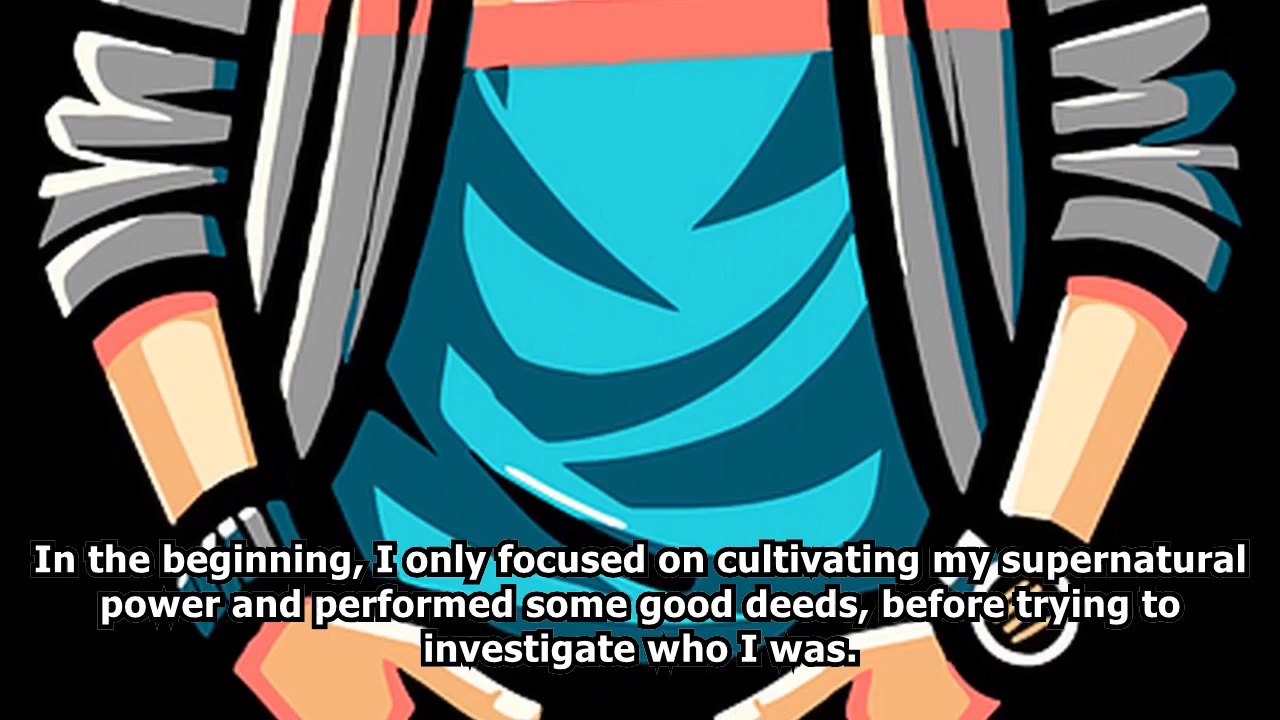 In the beginning, I only focused on cultivating my supernatural
power and performed some good deeds, before trying to
investigate who I was.